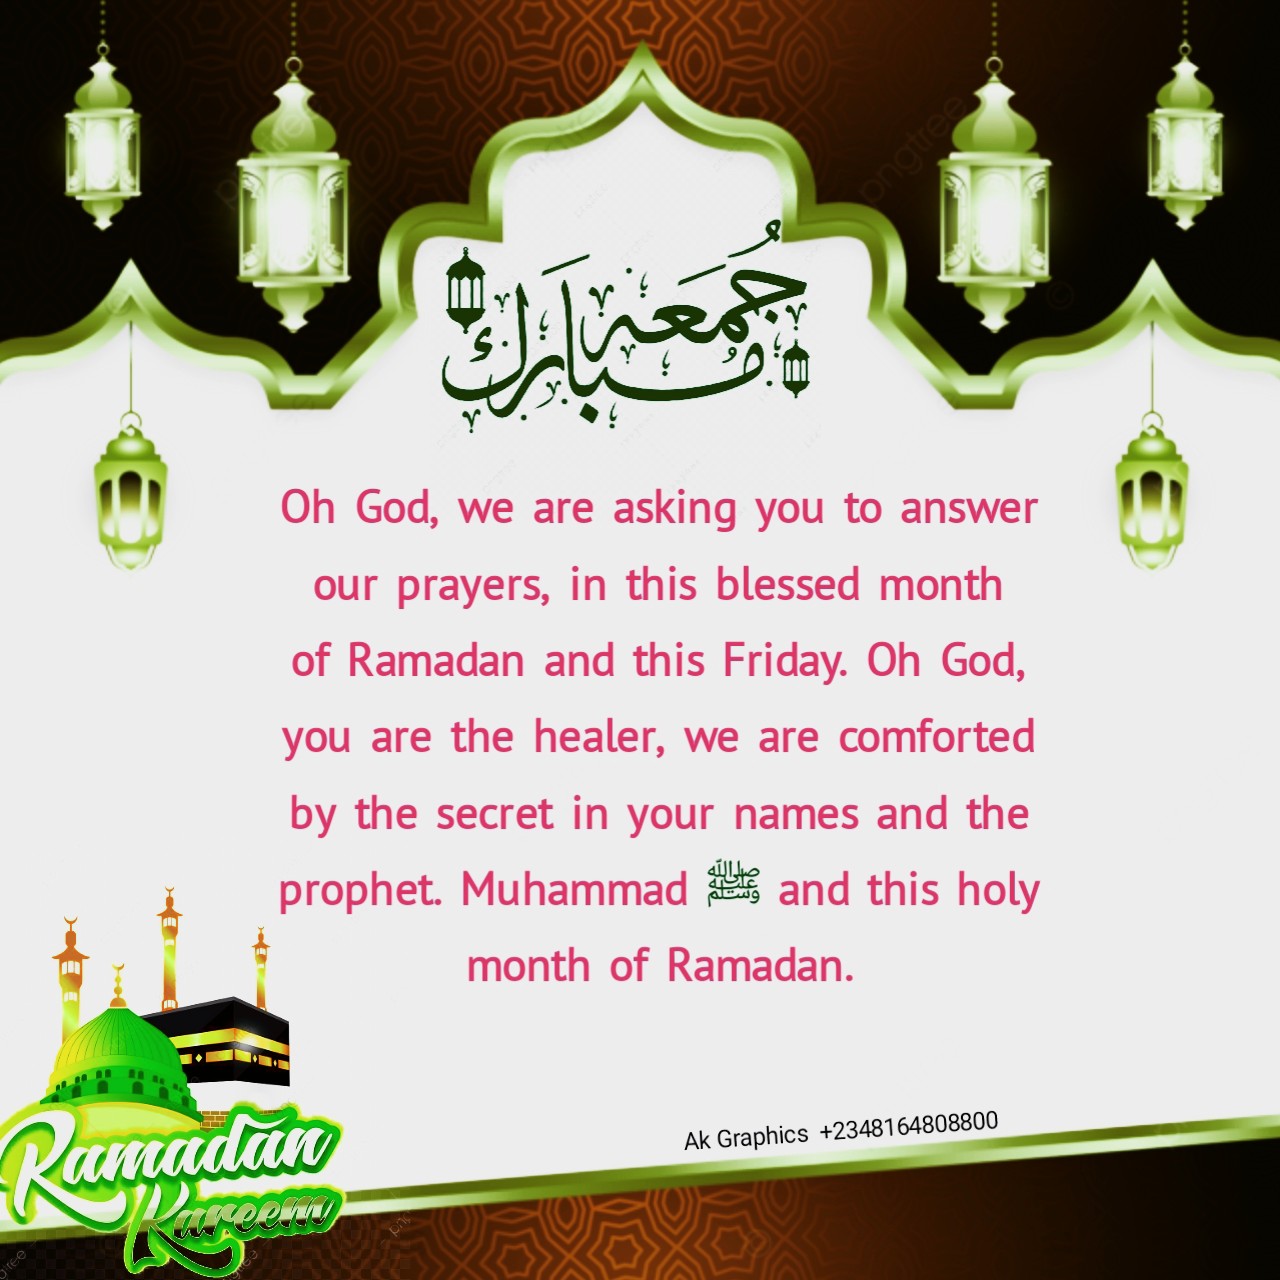 جُمعَه
مُبارك
Oh God, we are asking you to answer
our prayers, in this blessed month
of Ramadan and this Friday. Oh God,
you are the healer, we are comforted
by the secret in your names and the
prophet. Muhammad ﷺ and this holy
month of Ramadan.
Ak Graphics +2348164808800
Ramadan
Kareem